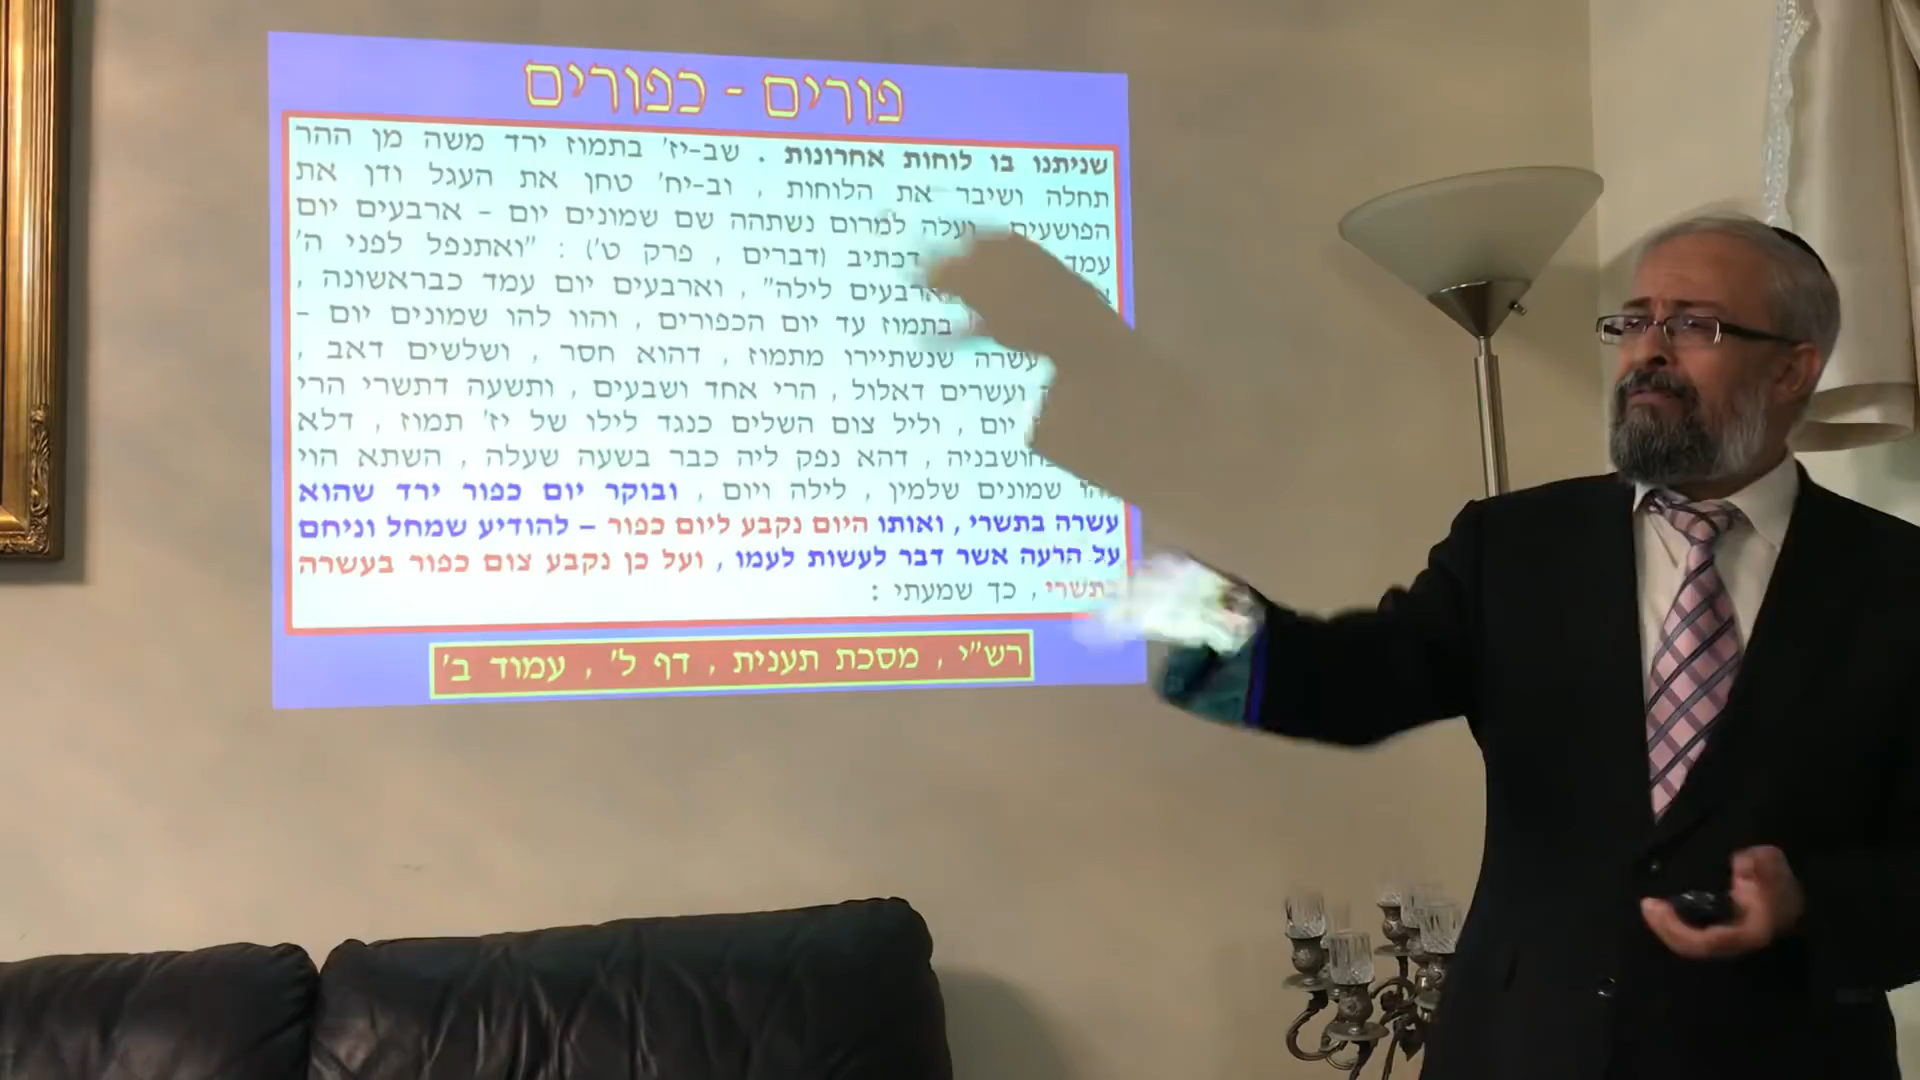 פורים - כפורים
שניתנו בו לוחות אחרונות . שב-יז' בתמוז ירד משה מן ההר
תחלה ושיבר את הלוחות , וב-יח' טחן את העגל ודן את
הפושעים ועלה למרום נשתהה שם שמונים יום – ארבעים יום
עמד דכתיב (דברים , פרק ט') : "ואתנפל לפני ה'
ארבעים לילה" , וארבעים יום עמד כבראשונה ,
בתמוז עד יום הכפורים , והוו להו שמונים יום –
עשרה שנשתיירו מתמוז , דהוא חסר , ושלשים דאב ,
ועשרים דאלול , הרי אחד ושבעים , ותשעה דתשרי הרי
יום , וליל צום השלים כנגד לילו של יז' תמוז , דלא
בחושבניה , דהא נפק ליה כבר בשעה שעלה , השתא הוי
להו שמונים שלמין , לילה ויום , ובוקר יום כפור ירד שהוא
עשרה בתשרי , ואותו היום נקבע ליום כפור – להודיע שמחל וניחם
על הרעה אשר דבר לעשות לעמו , ועל כן נקבע צום כפור בעשרה
בתשרי , כך שמעתי :
רש"י , מסכת תענית , דף ל' , עמוד ב'